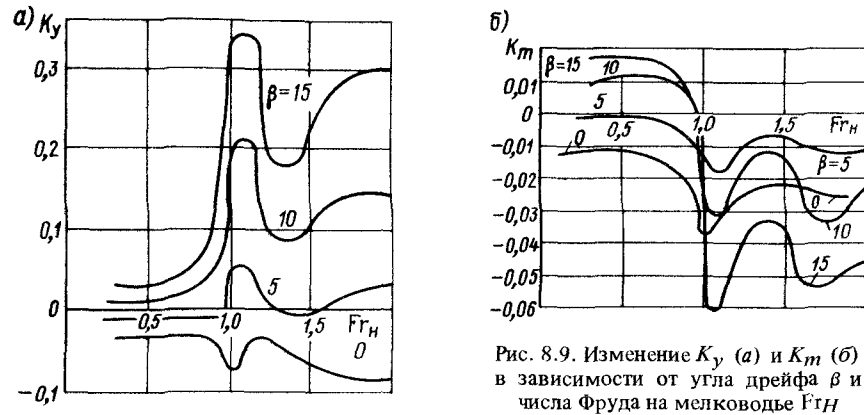 а) Ky
0,3
0,2
0,1
0
-0,1
β=15
10
5
0,5
1,0
1,5
FrH
0
б)
Km
0,01
0
-0,01
-0,02
-0,03
-0,04
-0,05
-0,06
β=15
10
5
0
0,5
1,0
1,5
FrH
β=5
0
10
15
Рис. 8.9. Изменение Ky (а) и Km (б)
в зависимости от угла дрейфа β и
числа Фруда на мелководье FrH